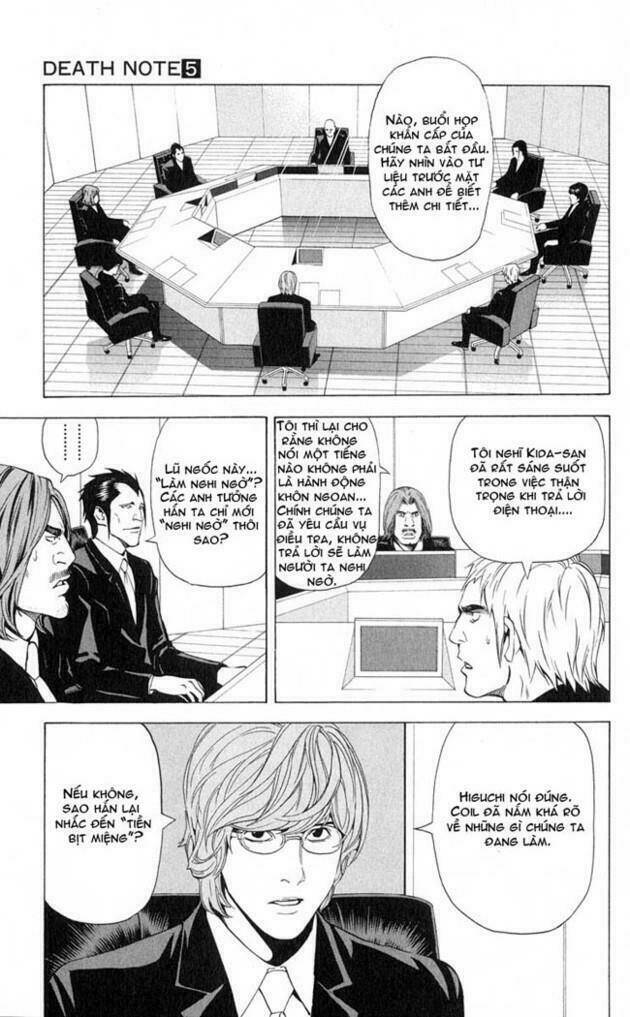 DEATH NOTE 5
NÀO, BUỔI HỌP
KHẨN CẤP CỦA
CHÚNG TA BẮT ĐẦU.
HÃY NHÌN VÀO TƯ
LIỆU TRƯỚC MẶT
CÁC ANH ĐỂ BIẾT
THÊM CHI TIẾT...
TÔI NGHĨ KIDA-SAN
ĐÃ RẤT SÁNG SUỐT
TRONG VIỆC THẬN
TRỌNG KHI TRẢ LỜI
ĐIỆN THOẠI....
TÔI THÌ LẠI CHO
RẰNG KHÔNG
NÓI MỘT TIẾNG
NÀO KHÔNG PHẢI
LÀ HÀNH ĐỘNG
KHÔN NGOAN...
CHÍNH CHÚNG TA
ĐÃ YÊU CẦU VỤ
ĐIỀU TRA, KHÔNG
TRẢ LỜI SẼ LÀM
NGƯỜI TA NGHI
NGỜ.
LŨ NGỐC NÀY...
"LÀM NGHI NGỜ"?
CÁC ANH TƯỞNG
HẮN TA CHỈ MỚI
"NGHI NGỜ" THÔI
SAO?
.........
HIGUCHI NÓI ĐÚNG.
COIL ĐÃ NẮM KHÁ RÕ
VỀ NHỮNG GÌ CHÚNG TA
ĐANG LÀM.
NẾU KHÔNG,
SAO HẮN LẠI
NHẮC ĐẾN "TIỀN
BỊT MIỆNG"?